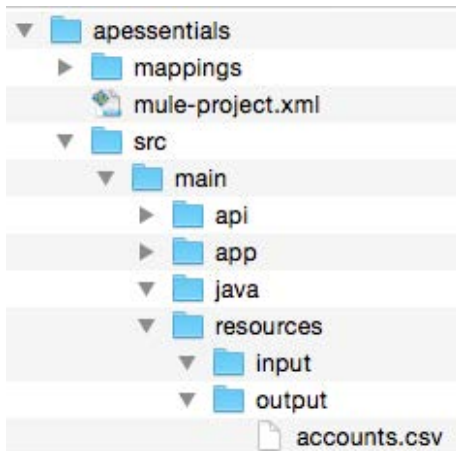 apessentials
mappings
mule-project.xml
src
main
api
app
java
resources
input
output
accounts.csv